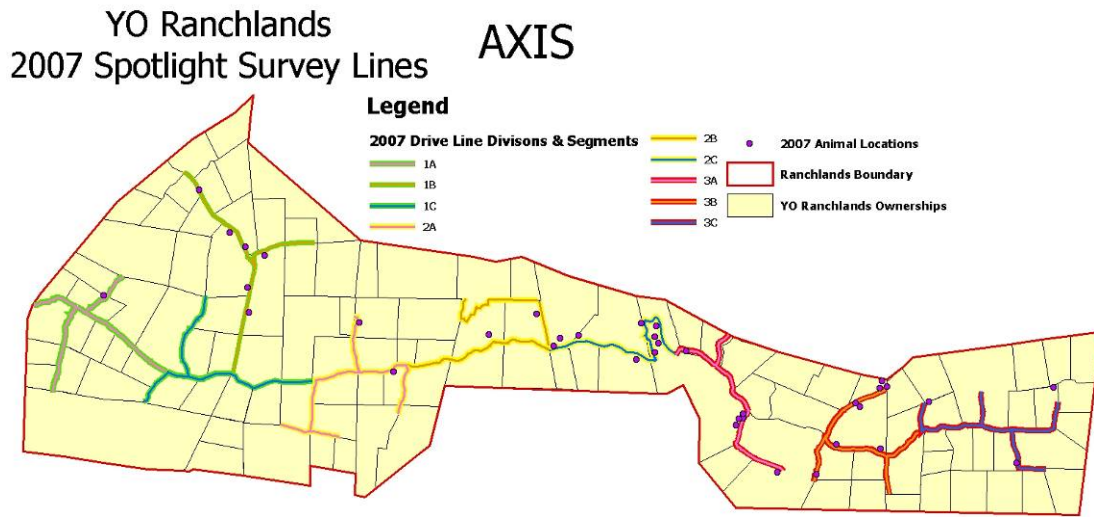 YO Ranchlands
2007 Spotlight Survey Lines
AXIS
Legend
2007 Drive Line Divisons & Segments
1A
1B
1C
2A
2B
2C
3A
3B
3C
2007 Animal Locations
Ranchlands Boundary
YO Ranchlands Ownerships